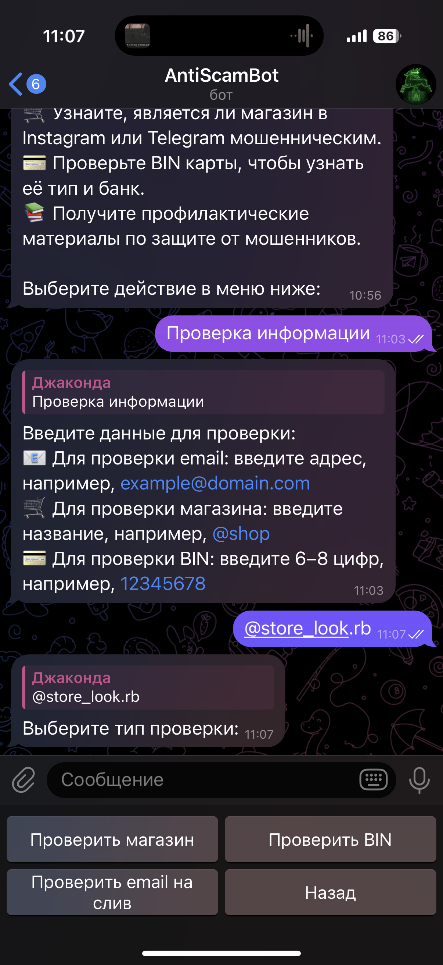 11:07
86
6
AntiScamBot
бот
🛒 Узнайте, является ли магазин в
Instagram или Telegram мошенническим.
💳 Проверьте BIN карты, чтобы узнать
её тип и банк.
📚 Получите профилактические
материалы по защите от мошенников.
Выберите действие в меню ниже:
10:56
Проверка информации 11:03
Джаконда
Проверка информации
Введите данные для проверки:
📧 Для проверки email: введите адрес,
например, example@domain.com
🛒 Для проверки магазина: введите
название, например, @shop
💳 Для проверки BIN: введите 6–8 цифр,
например, 12345678
11:03
@store_look.rb 11:07
Джаконда
@store_look.rb
Выберите тип проверки: 11:07
Сообщение
Проверить магазин
Проверить BIN
Проверить email на
слив
Назад